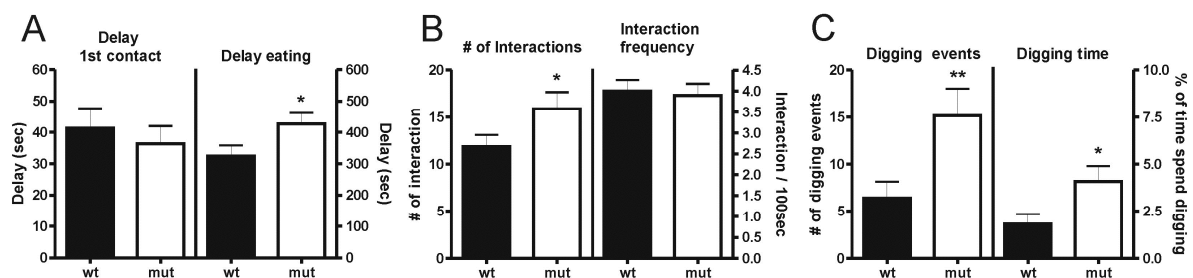 A
Delay
1st contact
Delay eating
60
50
40
30
20
10
0
Delay (sec)
*
600
500
400
300
200
100
0
Delay
(sec)
wt
mut
wt
mut
B
# of Interactions
Interaction
frequency
20
15
10
5
0
# of interaction
*
4.5
4.0
3.5
3.0
2.5
2.0
1.5
1.0
0.5
0.0
Interaction / 100sec
wt
mut
wt
mut
C
Digging events
Digging time
20
15
10
5
0
# of digging events
**
*
10.0
7.5
5.0
2.5
0.0
% of time spend digging
wt
mut
wt
mut